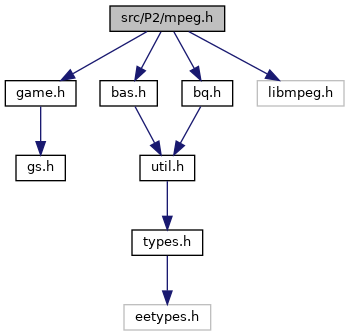 src/P2/mpeg.h
game.h
bas.h
bq.h
libmpeg.h
gs.h
util.h
types.h
eetypes.h